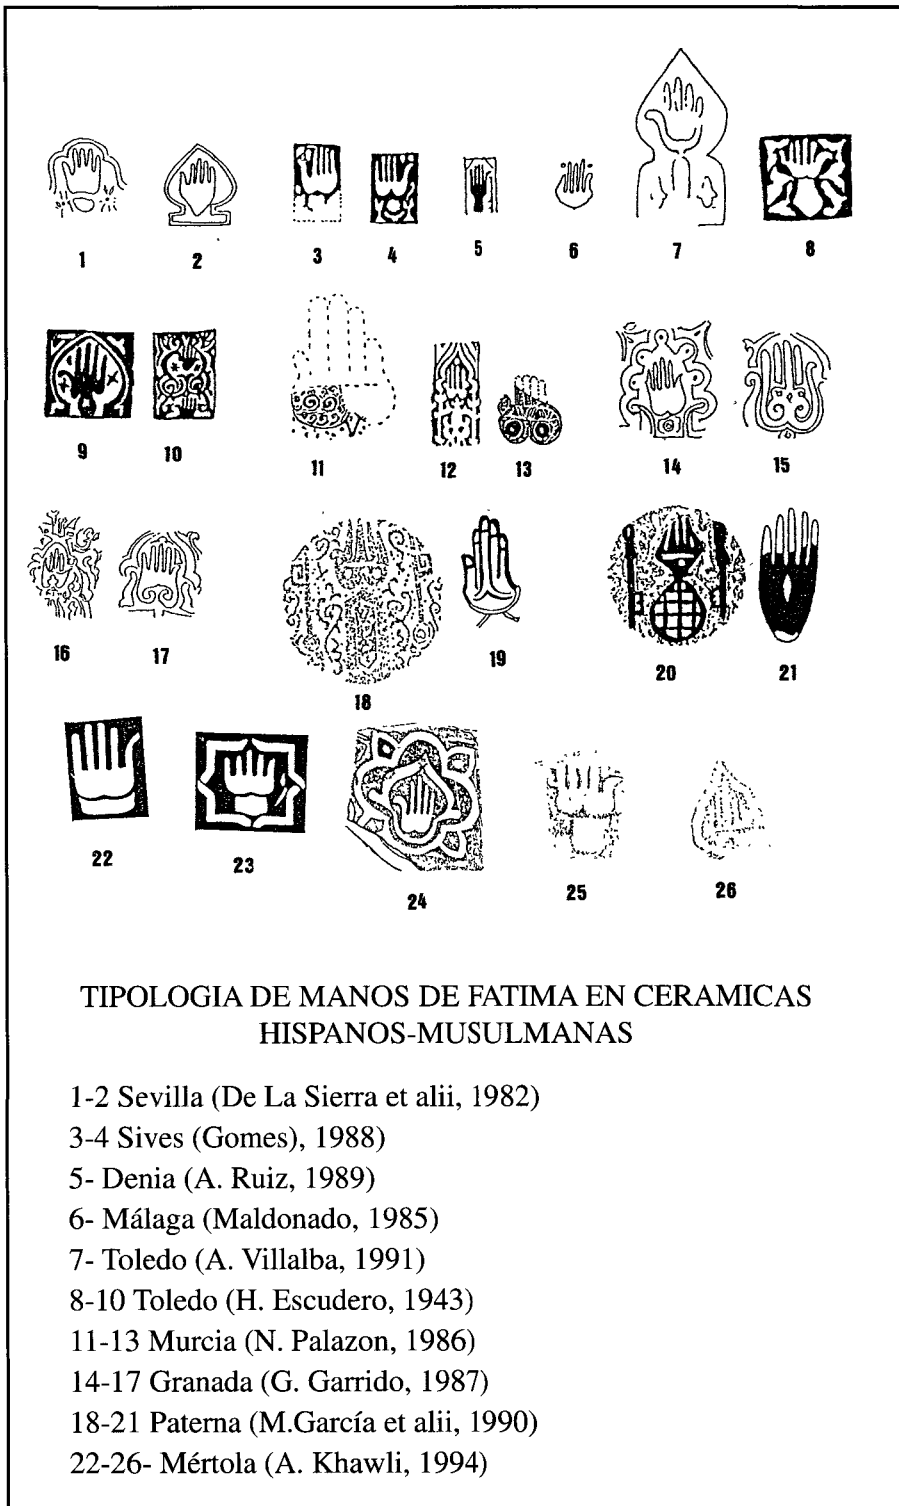 1 2 3 4 5 6 7 8
9 10 11 12 13 14 15
16 17 18 19 20 21
22 23 24 25 26
TIPOLOGIA DE MANOS DE FATIMA EN CERAMICAS
HISPANOS-MUSULMANAS
1-2 Sevilla (De La Sierra et alii, 1982)
3-4 Sives (Gomes), 1988)
5- Denia (A. Ruiz, 1989)
6- Málaga (Maldonado, 1985)
7- Toledo (A. Villalba, 1991)
8-10 Toledo (H. Escudero, 1943)
11-13 Murcia (N. Palazon, 1986)
14-17 Granada (G. Garrido, 1987)
18-21 Paterna (M.García et alii, 1990)
22-26- Mértola (A. Khawli, 1994)